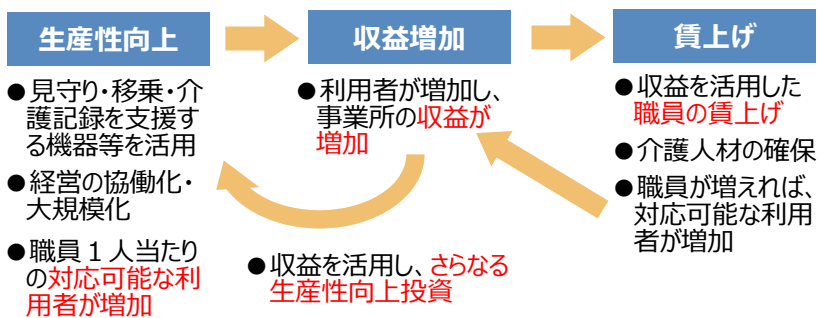 生産性向上
●見守り・移乗・介
護記録を支援す
る機器等を活用
●経営の協働化・
大規模化
●職員１人当たり
の対応可能な利
用者が増加
収益増加
●利用者が増加し、
事業所の収益が
増加
●収益を活用し、さらなる
生産性向上投資
賃上げ
●収益を活用した
職員の賃上げ
●介護人材の確保
●職員が増えれば、
対応可能な利用
者が増加